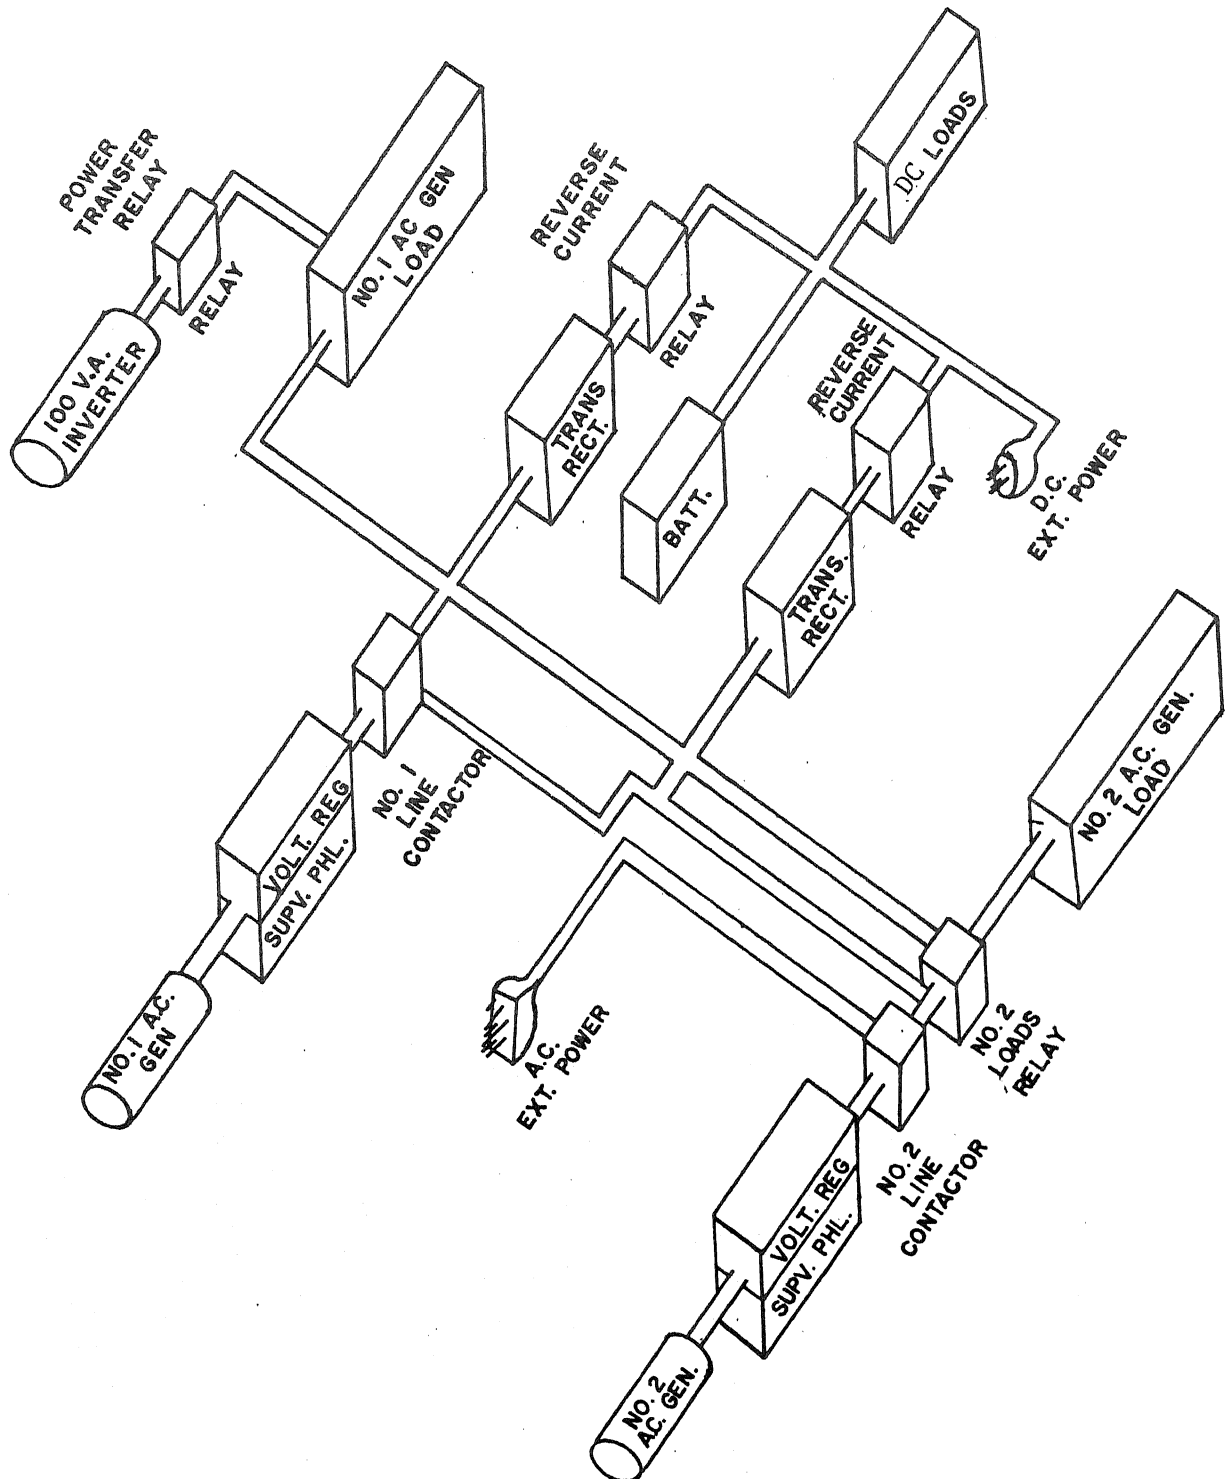 POWER
TRANSFER
RELAY
RELAY
100 V.A.
INVERTER
NO. 1 AC GEN
LOAD
REVERSE
CURRENT
RELAY
TRANS
RECT.
DC LOADS
BATT.
REVERSE
CURRENT
RELAY
TRANS.
RECT.
D.C.
EXT. POWER
NO. 1
LINE
CONTACTOR
VOLT. REG
SUPV. PHL.
NO. 1 A.C.
GEN
A.C.
EXT. POWER
NO. 2 A.C. GEN.
LOAD
NO. 2
LOADS
RELAY
NO. 2
LINE
CONTACTOR
VOLT. REG
SUPV. PHL.
NO. 2
A.C. GEN.